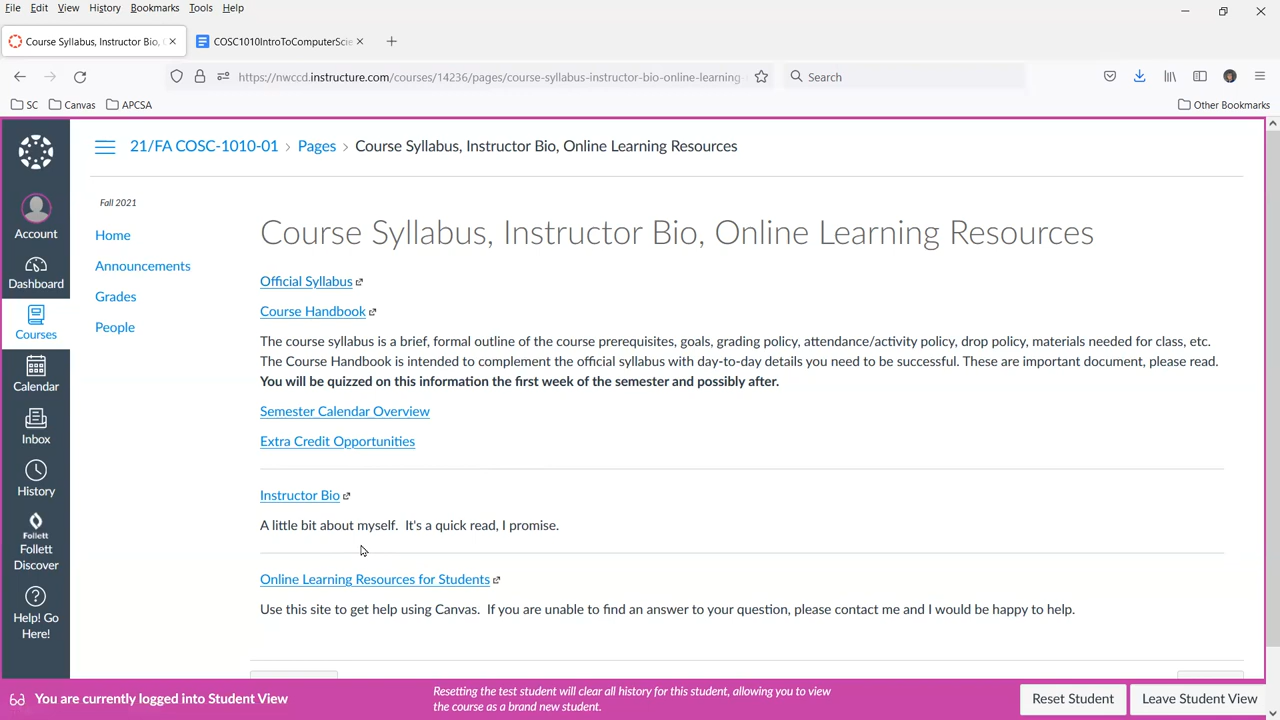 File Edit View History Bookmarks Tools Help
Course Syllabus, Instructor Bio,
COSC1010IntroToComputerScie
https://nwccd.instructure.com/courses/14236/pages/course-syllabus-instructor-bio-online-learning
Search
SC Canvas APCSA Other Bookmarks
21/FA COSC-1010-01 › Pages › Course Syllabus, Instructor Bio, Online Learning Resources
Account
Dashboard
Courses
Calendar
Inbox
History
Follett
Follett
Discover
Help! Go
Here!
Fall 2021
Home
Announcements
Grades
People
Course Syllabus, Instructor Bio, Online Learning Resources
Official Syllabus
Course Handbook
The course syllabus is a brief, formal outline of the course prerequisites, goals, grading policy, attendance/activity policy, drop policy, materials needed for class, etc.
The Course Handbook is intended to complement the official syllabus with day-to-day details you need to be successful. These are important document, please read.
You will be quizzed on this information the first week of the semester and possibly after.
Semester Calendar Overview
Extra Credit Opportunities
Instructor Bio
A little bit about myself. It's a quick read, I promise.
Online Learning Resources for Students
Use this site to get help using Canvas. If you are unable to find an answer to your question, please contact me and I would be happy to help.
You are currently logged into Student View
Resetting the test student will clear all history for this student, allowing you to view
the course as a brand new student.
Reset Student
Leave Student View